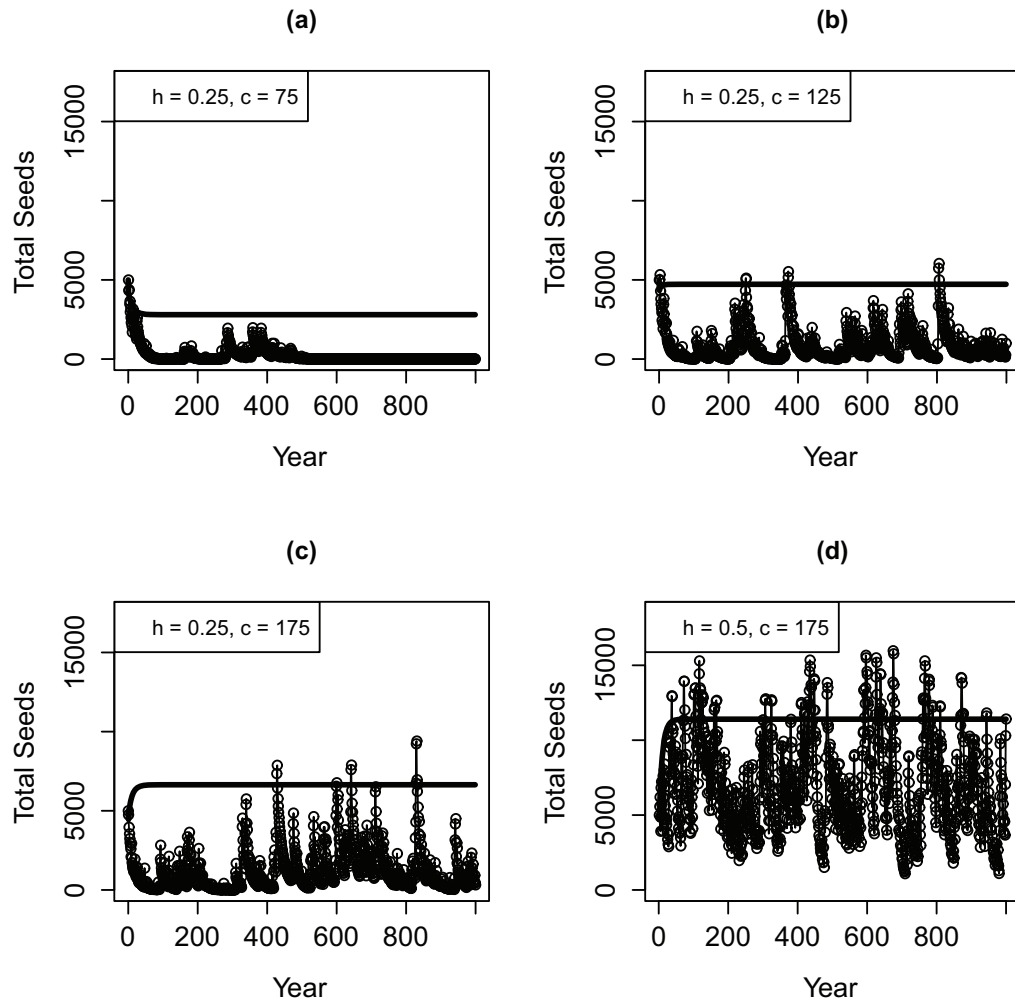 (a)
h = 0.25, c = 75
Total Seeds
0 5000 15000
0 200 400 600 800
Year
(b)
h = 0.25, c = 125
Total Seeds
0 5000 15000
0 200 400 600 800
Year
(c)
h = 0.25, c = 175
Total Seeds
0 5000 15000
0 200 400 600 800
Year
(d)
h = 0.5, c = 175
Total Seeds
0 5000 15000
0 200 400 600 800
Year